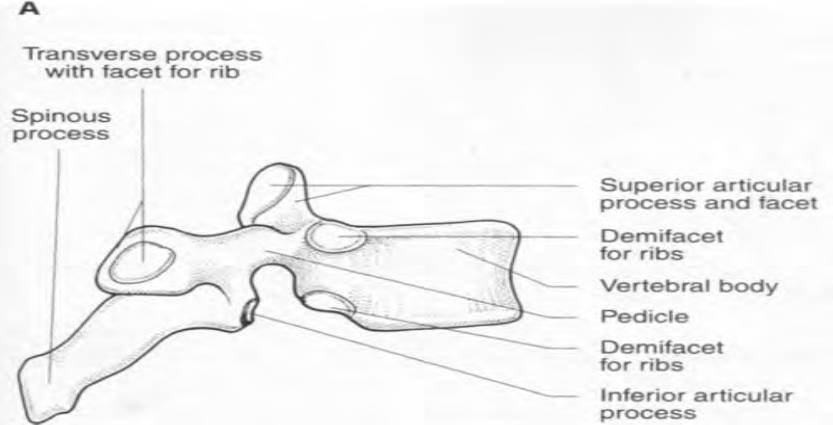 A
Transverse process
with facet for rib
Spinous
process
Superior articular
process and facet
Demifacet
for ribs
Vertebral body
Pedicle
Demifacet
for ribs
Inferior articular
process